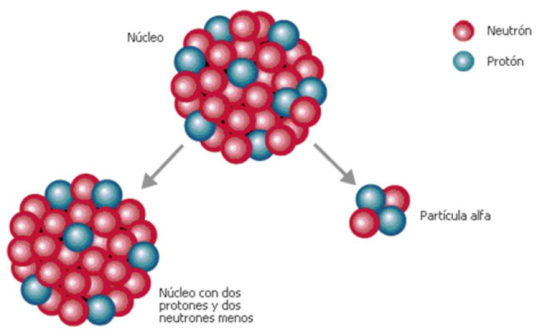 Núcleo
Neutrón
Protón
Partícula alfa
Núcleo con dos
protones y dos
neutrones menos